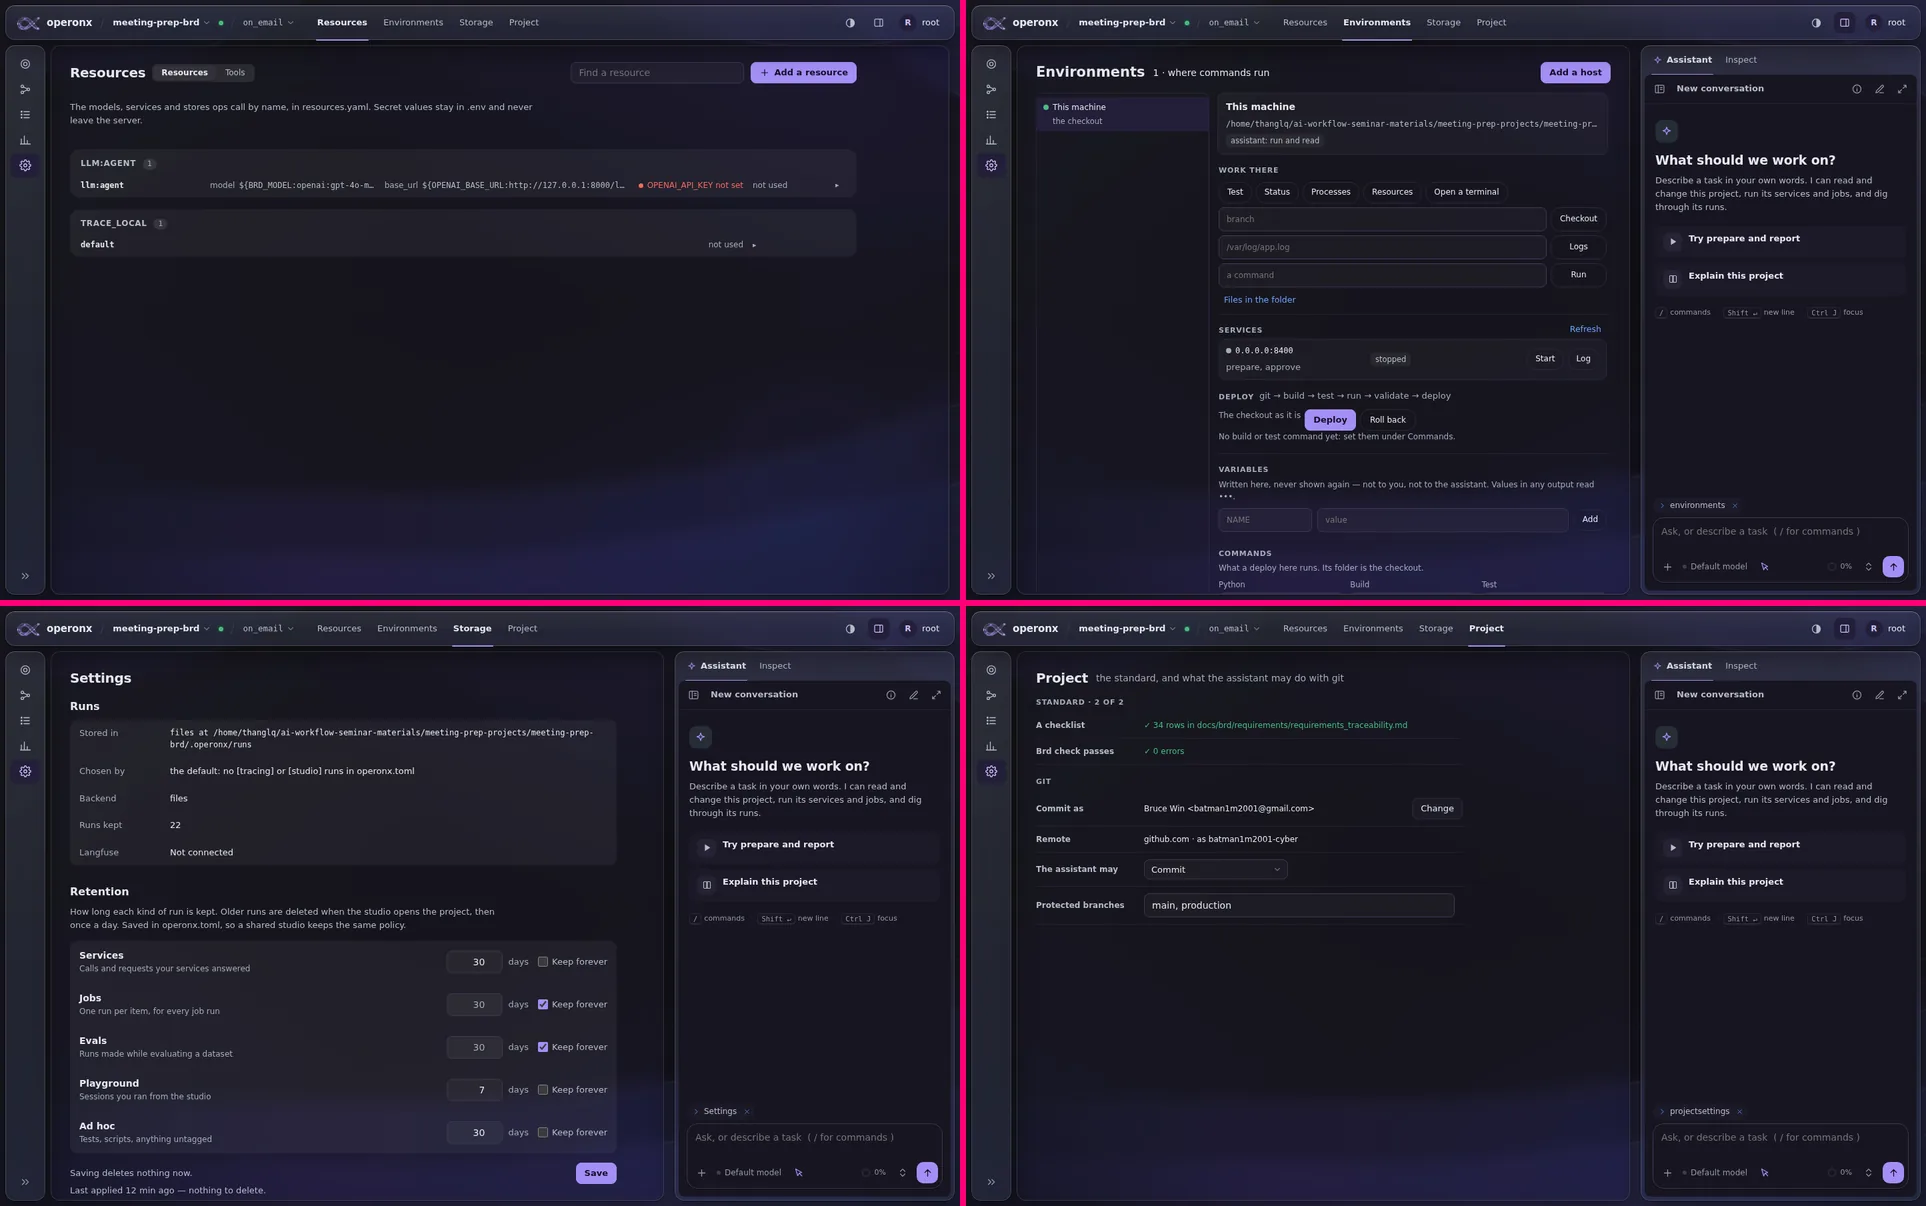 operonx / meeting-prep-brd / on_email Resources Environments Storage Project R root
Resources Resources Tools Find a resource + Add a resource
The models, services and stores ops call by name, in resources.yaml. Secret values stay in .env and never
leave the server.
LLM:AGENT 1
llm:agent model ${BRD_MODEL:openai:gpt-4o-m… base_url ${OPENAI_BASE_URL:http://127.0.0.1:8000/l… OPENAI_API_KEY not set not used
TRACE_LOCAL 1
default not used
operonx / meeting-prep-brd / on_email Resources Environments Storage Project R root
Environments 1 · where commands run Add a host
This machine
the checkout
This machine
/home/thanglq/ai-workflow-seminar-materials/meeting-prep-projects/meeting-pr…
assistant: run and read
WORK THERE
Test Status Processes Resources Open a terminal
branch Checkout
/var/log/app.log Logs
a command Run
Files in the folder
SERVICES Refresh
0.0.0.0:8400 stopped Start Log
prepare, approve
DEPLOY git → build → test → run → validate → deploy
The checkout as it is Deploy Roll back
No build or test command yet: set them under Commands.
VARIABLES
Written here, never shown again — not to you, not to the assistant. Values in any output read
•••.
NAME value Add
COMMANDS
What a deploy here runs. Its folder is the checkout.
Python Build Test
Assistant Inspect
New conversation
What should we work on?
Describe a task in your own words. I can read and
change this project, run its services and jobs, and dig
through its runs.
Try prepare and report
Explain this project
/ commands Shift ↵ new line Ctrl J focus
environments ×
Ask, or describe a task ( / for commands )
+ Default model 0%
operonx / meeting-prep-brd / on_email Resources Environments Storage Project R root
Settings
Runs
Stored in files at /home/thanglq/ai-workflow-seminar-materials/meeting-prep-projects/meeting-prep-
brd/.operonx/runs
Chosen by the default: no [tracing] or [studio] runs in operonx.toml
Backend files
Runs kept 22
Langfuse Not connected
Retention
How long each kind of run is kept. Older runs are deleted when the studio opens the project, then
once a day. Saved in operonx.toml, so a shared studio keeps the same policy.
Services 30 days Keep forever
Calls and requests your services answered
Jobs 30 days Keep forever
One run per item, for every job run
Evals 30 days Keep forever
Runs made while evaluating a dataset
Playground 7 days Keep forever
Sessions you ran from the studio
Ad hoc 30 days Keep forever
Tests, scripts, anything untagged
Saving deletes nothing now. Save
Last applied 12 min ago — nothing to delete.
Assistant Inspect
New conversation
What should we work on?
Describe a task in your own words. I can read and
change this project, run its services and jobs, and dig
through its runs.
Try prepare and report
Explain this project
/ commands Shift ↵ new line Ctrl J focus
Settings ×
Ask, or describe a task ( / for commands )
+ Default model 0%
operonx / meeting-prep-brd / on_email Resources Environments Storage Project R root
Project the standard, and what the assistant may do with git
STANDARD · 2 OF 2
A checklist ✓ 34 rows in docs/brd/requirements/requirements_traceability.md
Brd check passes ✓ 0 errors
GIT
Commit as Bruce Win <batman1m2001@gmail.com> Change
Remote github.com · as batman1m2001-cyber
The assistant may Commit
Protected branches main, production
Assistant Inspect
New conversation
What should we work on?
Describe a task in your own words. I can read and
change this project, run its services and jobs, and dig
through its runs.
Try prepare and report
Explain this project
/ commands Shift ↵ new line Ctrl J focus
projectsettings ×
Ask, or describe a task ( / for commands )
+ Default model 0%